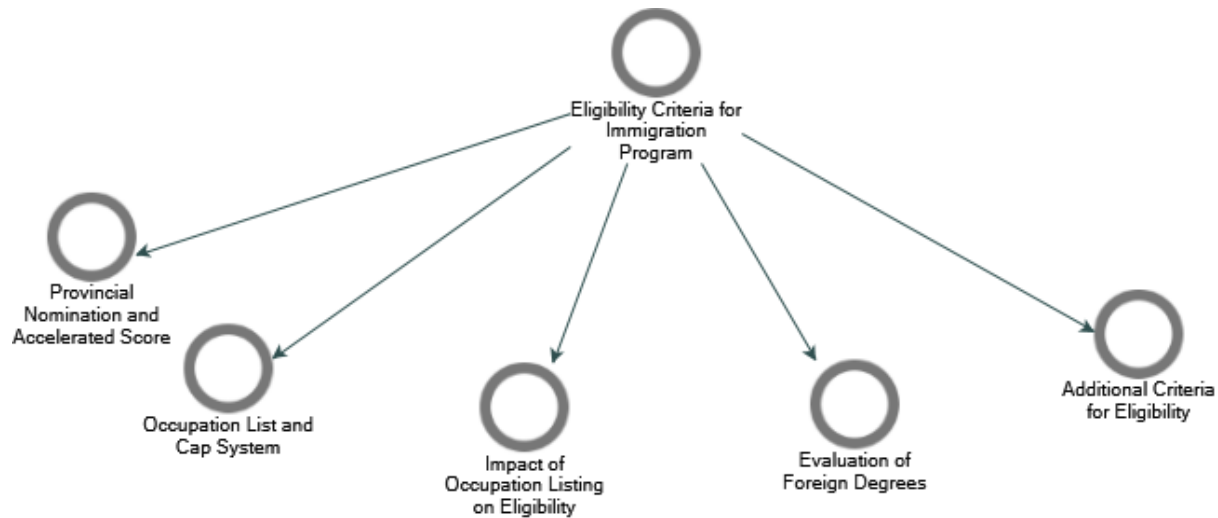 Eligibility Criteria for
Immigration
Program
Provincial
Nomination and
Accelerated Score
Occupation List and
Cap System
Impact of
Occupation Listing
on Eligibility
Evaluation of
Foreign Degrees
Additional Criteria
for Eligibility